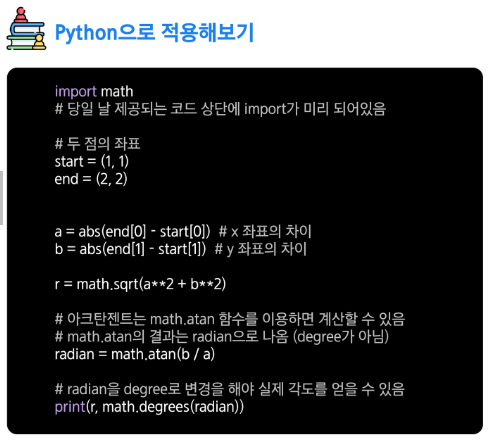 Python으로 적용해보기
import math
# 당일 날 제공되는 코드 상단에 import가 미리 되어있음
# 두 점의 좌표
start = (1, 1)
end = (2, 2)
a = abs(end[0] - start[0])  # x 좌표의 차이
b = abs(end[1] - start[1])  # y 좌표의 차이
r = math.sqrt(a**2 + b**2)
# 아크탄젠트는 math.atan 함수를 이용하면 계산할 수 있음
# math.atan의 결과는 radian으로 나옴 (degree가 아님)
radian = math.atan(b / a)
# radian을 degree로 변경을 해야 실제 각도를 얻을 수 있음
print(r, math.degrees(radian))